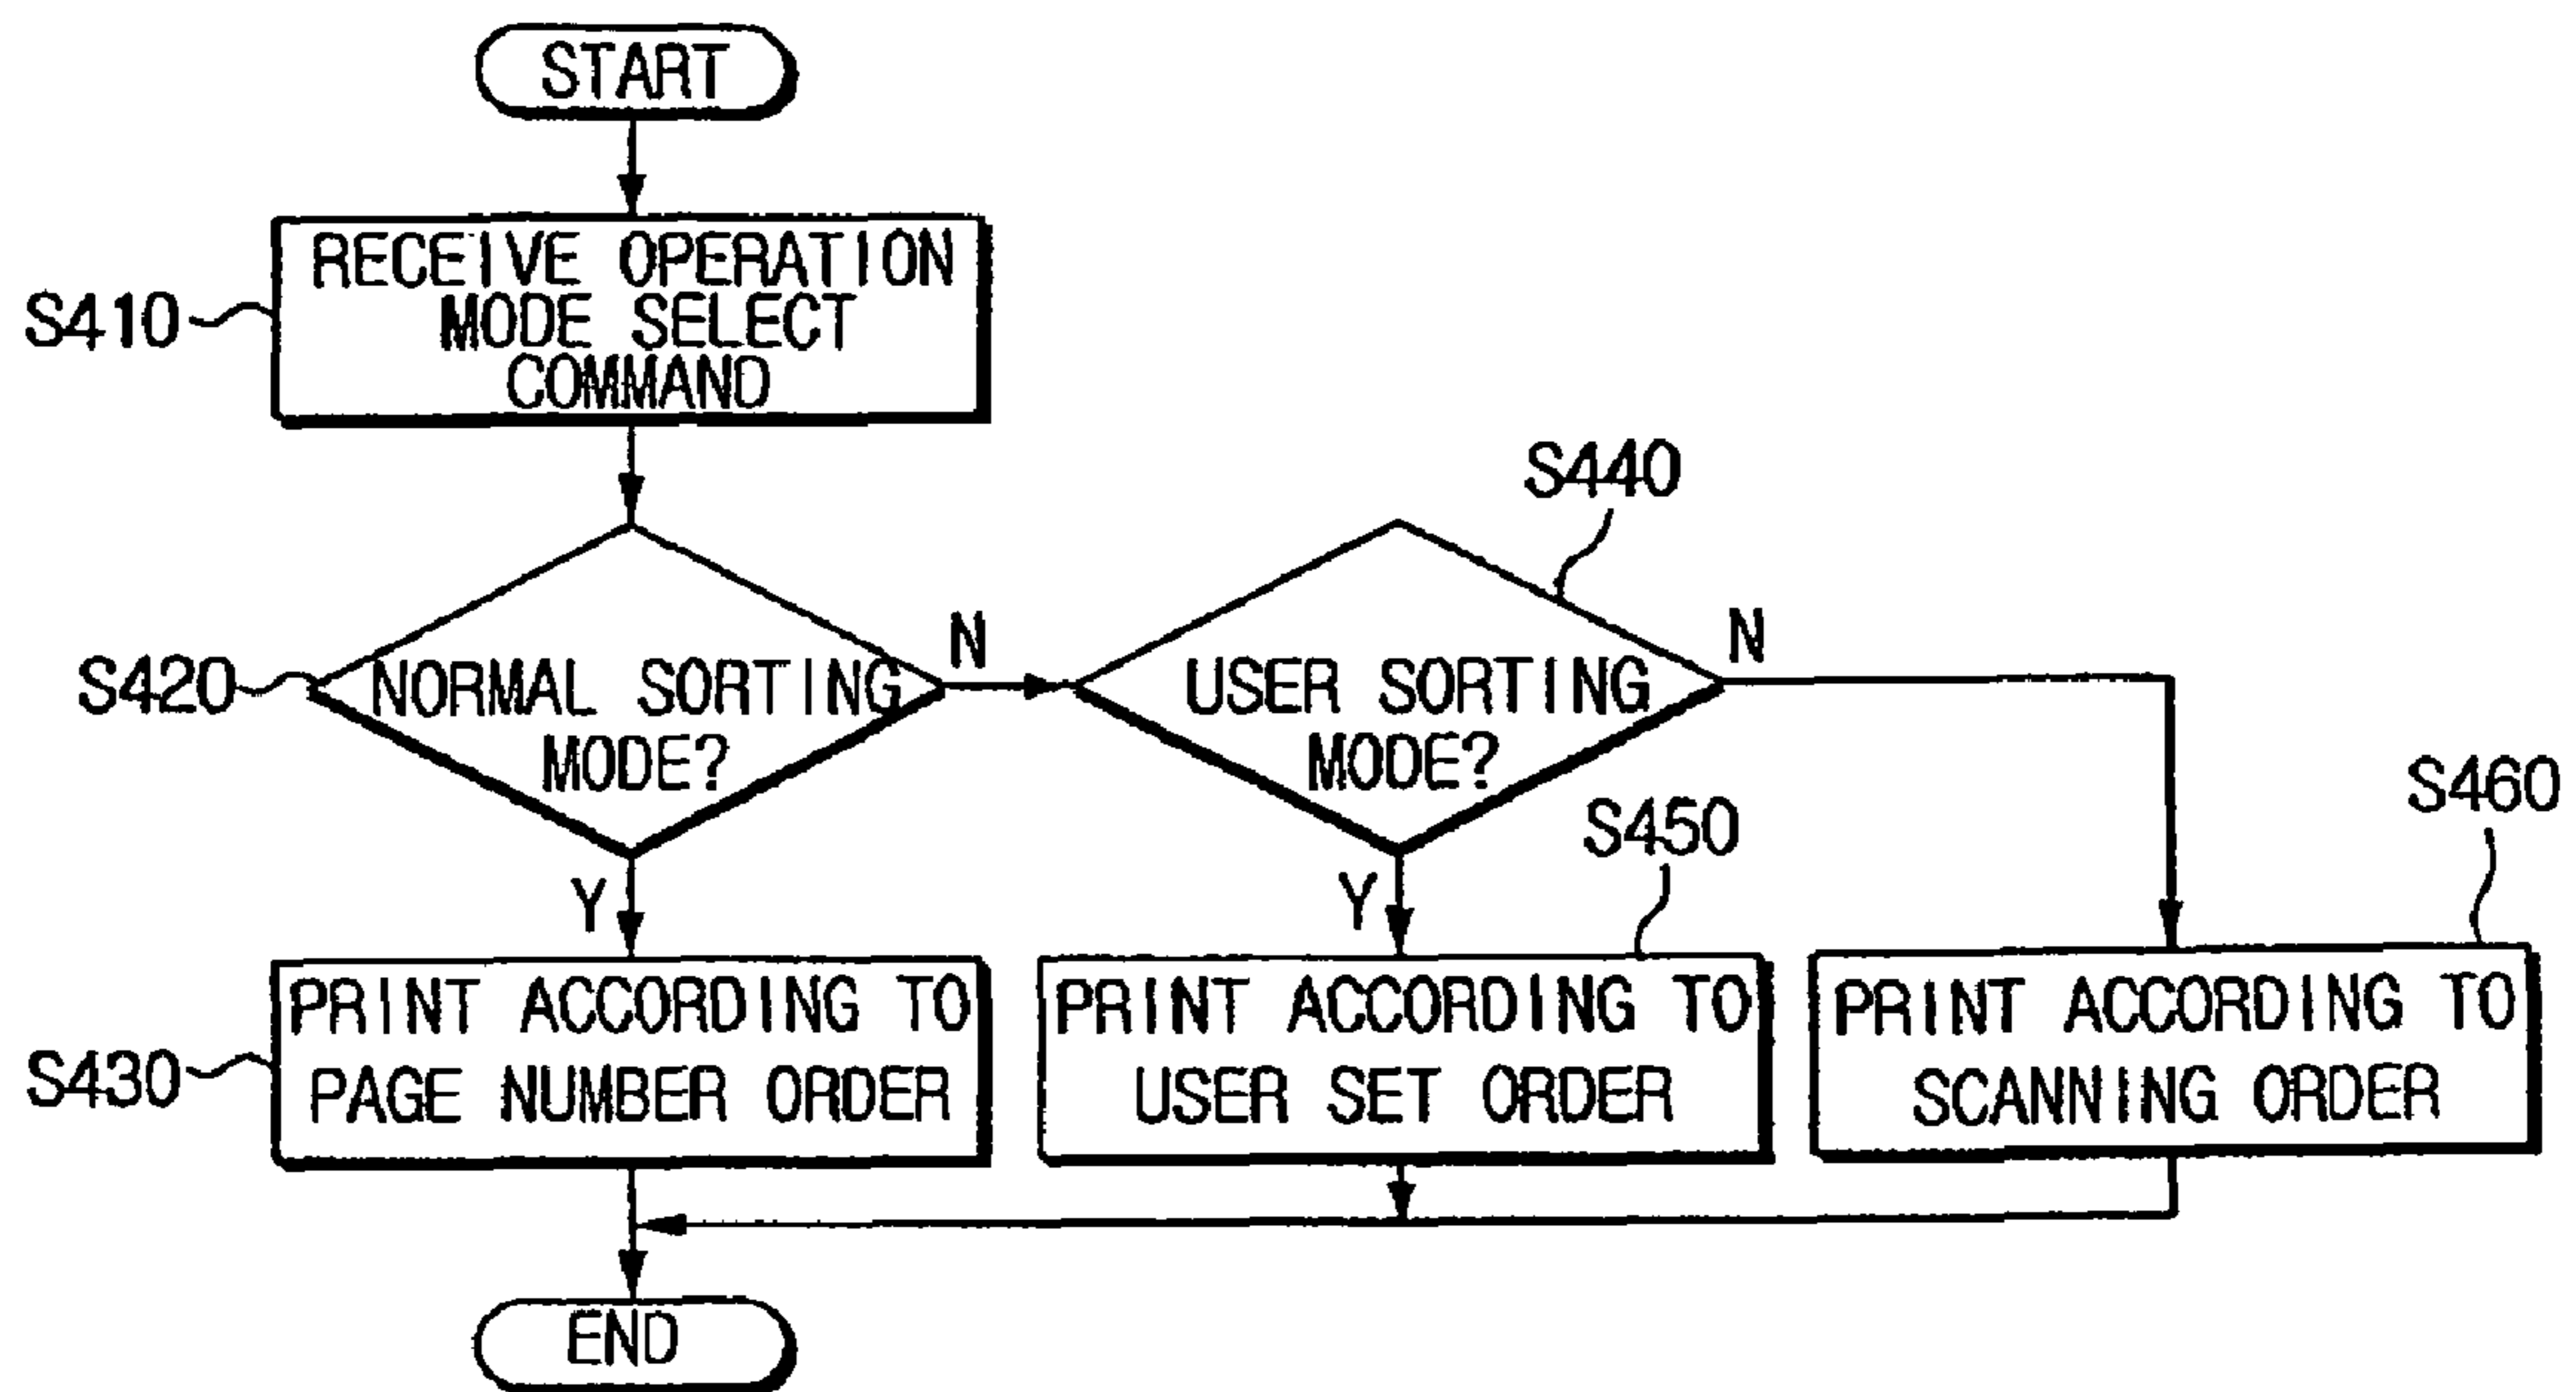 START
RECEIVE OPERATION
MODE SELECT
COMMAND
S410
S440
S420
NORMAL SORTING
MODE?
N
USER SORTING
MODE?
N
S450
S460
Y
Y
PRINT ACCORDING TO
PAGE NUMBER ORDER
S430
PRINT ACCORDING TO
USER SET ORDER
PRINT ACCORDING TO
SCANNING ORDER
END